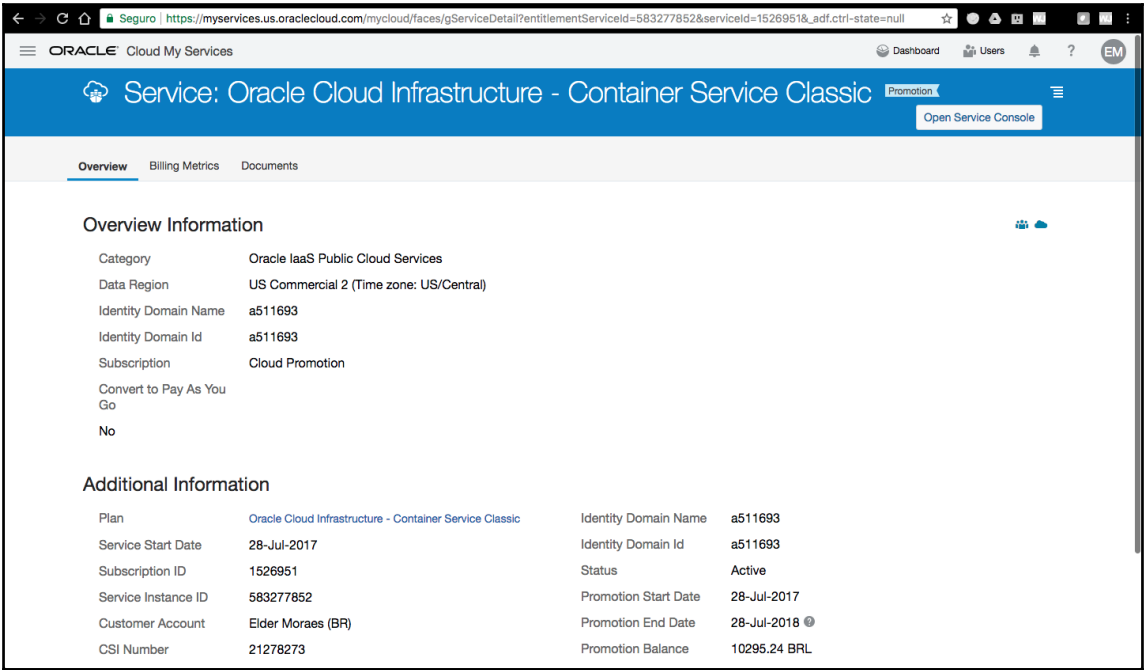 Seguro | https://myservices.us.oraclecloud.com/mycloud/faces/gServiceDetail?entitlementServiceId=583277852&serviceId=1526951&_adf.ctrl-state=null
ORACLE® Cloud My Services
Dashboard
Users
?
EM
Service: Oracle Cloud Infrastructure - Container Service Classic
Promotion
Open Service Console
Overview Billing Metrics Documents
Overview Information
Category Oracle IaaS Public Cloud Services
Data Region US Commercial 2 (Time zone: US/Central)
Identity Domain Name a511693
Identity Domain Id a511693
Subscription Cloud Promotion
Convert to Pay As You
Go
No
Additional Information
Plan Oracle Cloud Infrastructure - Container Service Classic Identity Domain Name a511693
Service Start Date 28-Jul-2017 Identity Domain Id a511693
Subscription ID 1526951 Status Active
Service Instance ID 583277852 Promotion Start Date 28-Jul-2017
Customer Account Elder Moraes (BR) Promotion End Date 28-Jul-2018 ?
CSI Number 21278273 Promotion Balance 10295.24 BRL